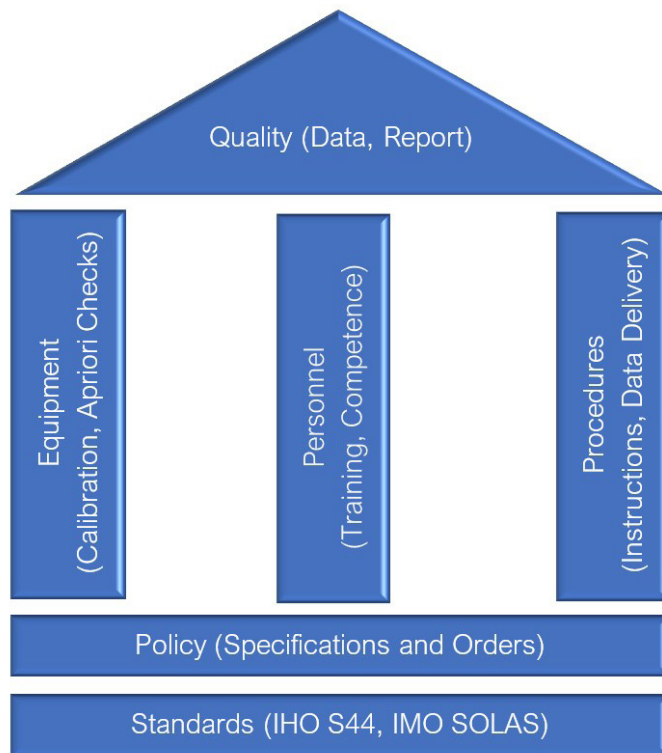 Quality (Data, Report)
Equipment
(Calibration, Apriori Checks)
Personnel
(Training, Competence)
Procedures
(Instructions, Data Delivery)
Policy (Specifications and Orders)
Standards (IHO S44, IMO SOLAS)